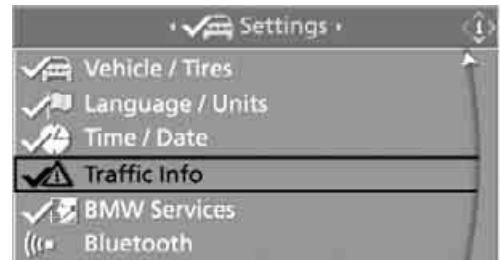 Settings
i
Vehicle / Tires
Language / Units
Time / Date
Traffic Info
BMW Services
Bluetooth